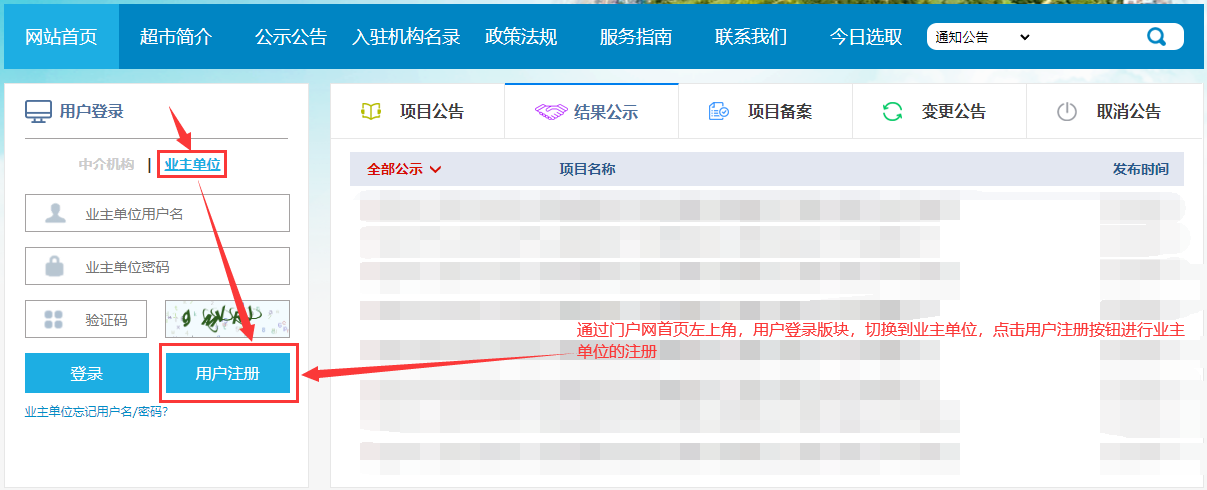 网站首页 超市简介 公示公告 入驻机构名录 政策法规 服务指南 联系我们 今日选取 通知公告
用户登录
中介机构 | 业主单位
业主单位用户名
业主单位密码
验证码
登录 用户注册
业主单位忘记用户名/密码?
项目公告 结果公示 项目备案 变更公告 取消公告
全部公示 项目名称 发布时间
通过门户网首页左上角，用户登录版块，切换到业主单位，点击用户注册按钮进行业主
单位的注册